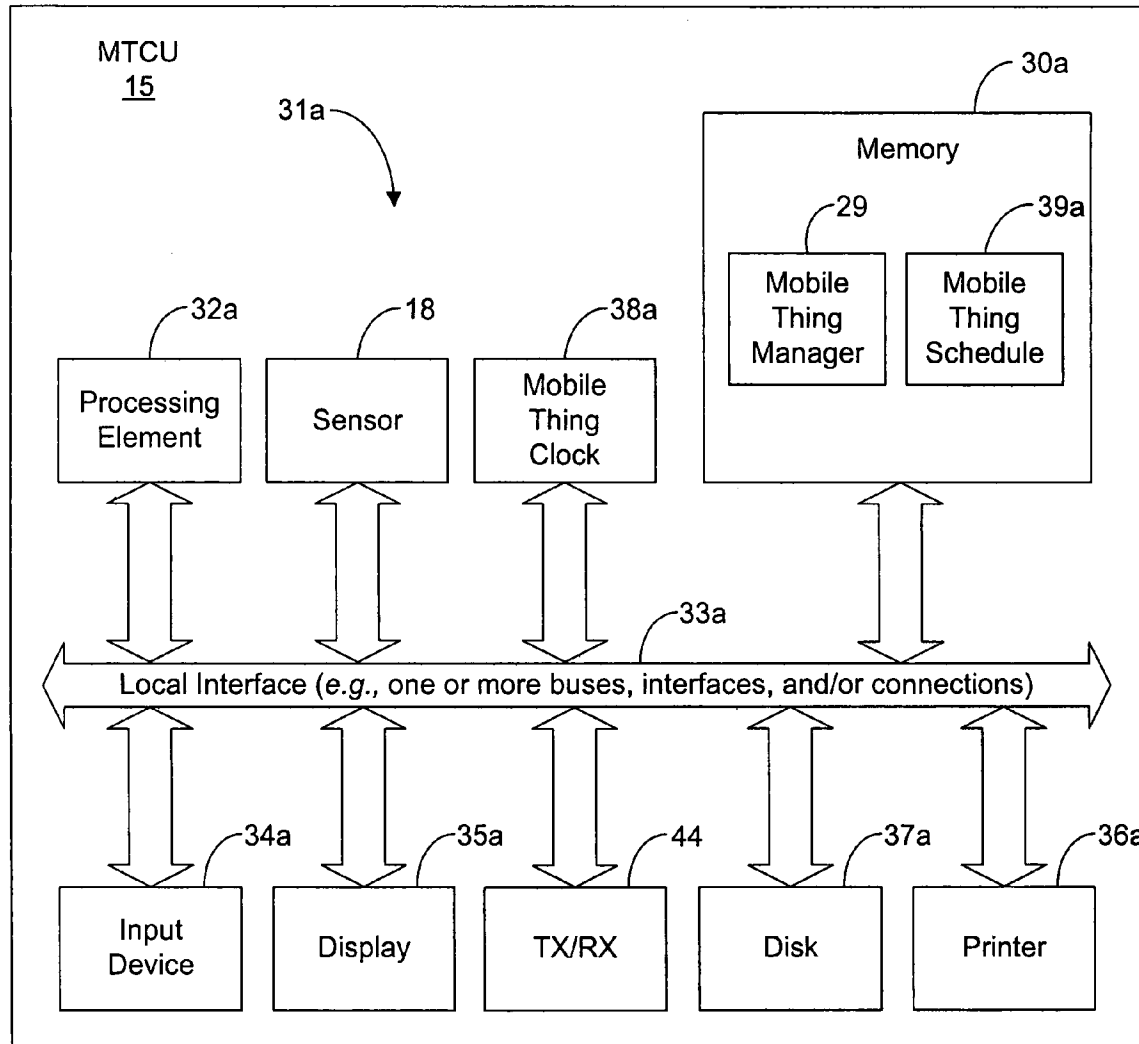 MTCU
15
31a
30a
Memory
29
39a
Mobile
Thing
Manager
Mobile
Thing
Schedule
32a
18
38a
Processing
Element
Sensor
Mobile
Thing
Clock
33a
Local Interface (e.g., one or more buses, interfaces, and/or connections)
34a
35a
44
37a
36a
Input
Device
Display
TX/RX
Disk
Printer